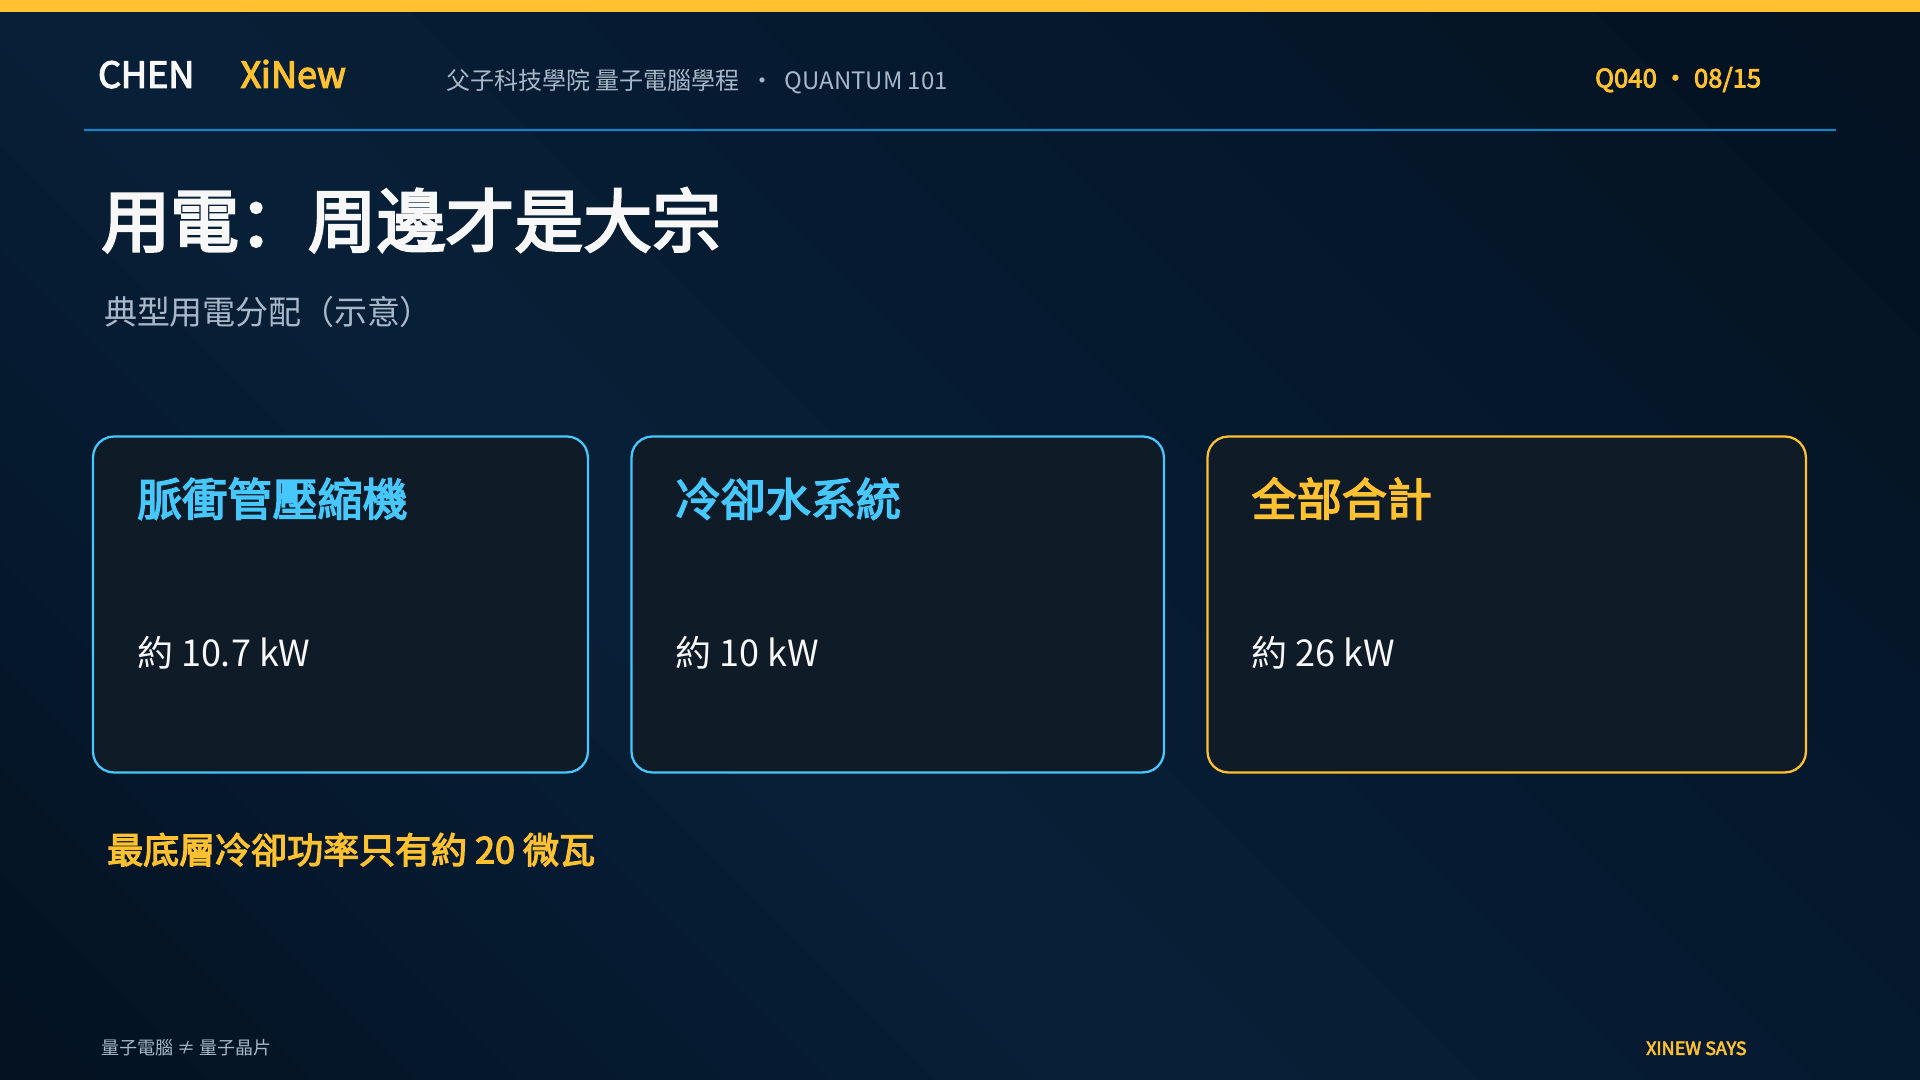 CHEN XiNew 父子科技學院 量子電腦學程 · QUANTUM 101 Q040 · 08/15
用電：周邊才是大宗
典型用電分配（示意）
脈衝管壓縮機
約 10.7 kW
冷卻水系統
約 10 kW
全部合計
約 26 kW
最底層冷卻功率只有約 20 微瓦
量子電腦 ≠ 量子晶片
XINEW SAYS